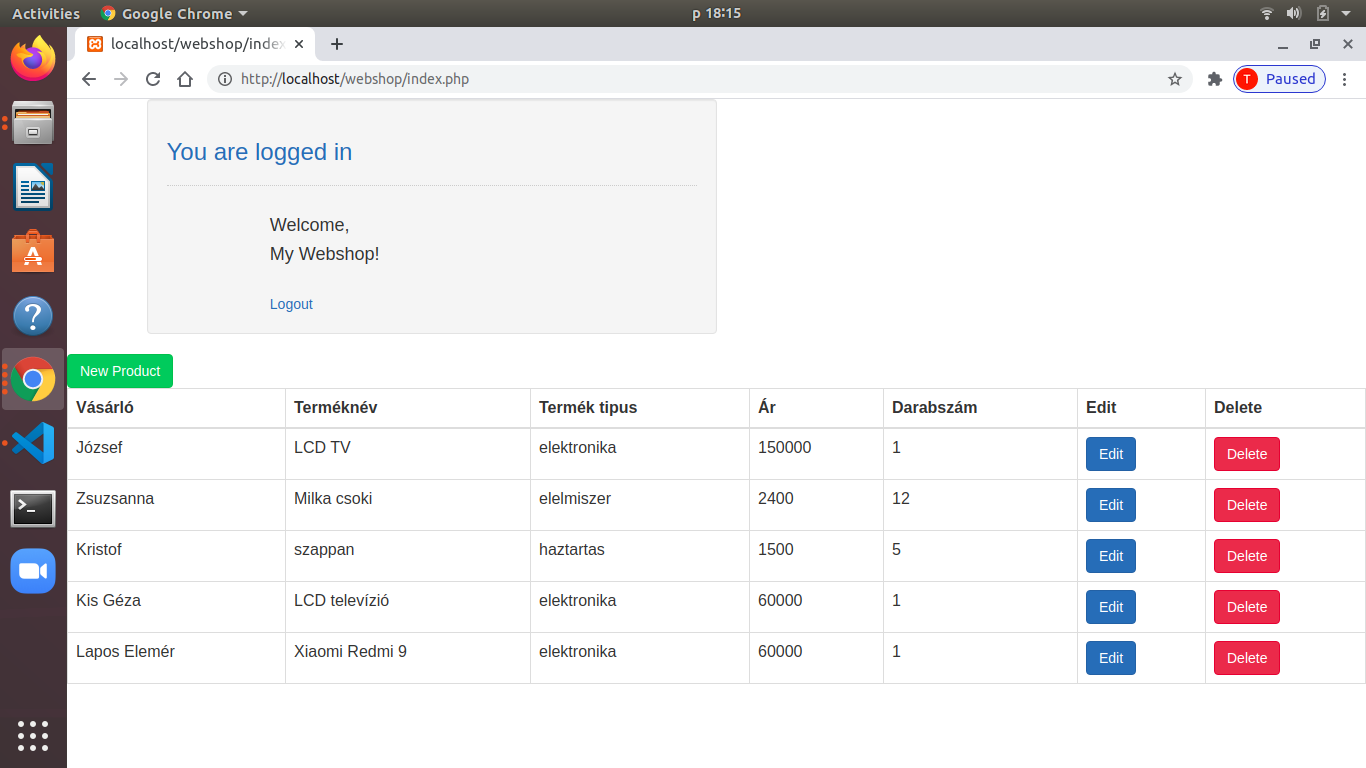 Activities Google Chrome p 18:15
localhost/webshop/index
http://localhost/webshop/index.php T Paused
You are logged in
Welcome,
My Webshop!
Logout
New Product
Vásárló Terméknév Termék tipus Ár Darabszám Edit Delete
József LCD TV elektronika 150000 1 Edit Delete
Zsuzsanna Milka csoki elelmiszer 2400 12 Edit Delete
Kristof szappan haztartas 1500 5 Edit Delete
Kis Géza LCD televízió elektronika 60000 1 Edit Delete
Lapos Elemér Xiaomi Redmi 9 elektronika 60000 1 Edit Delete